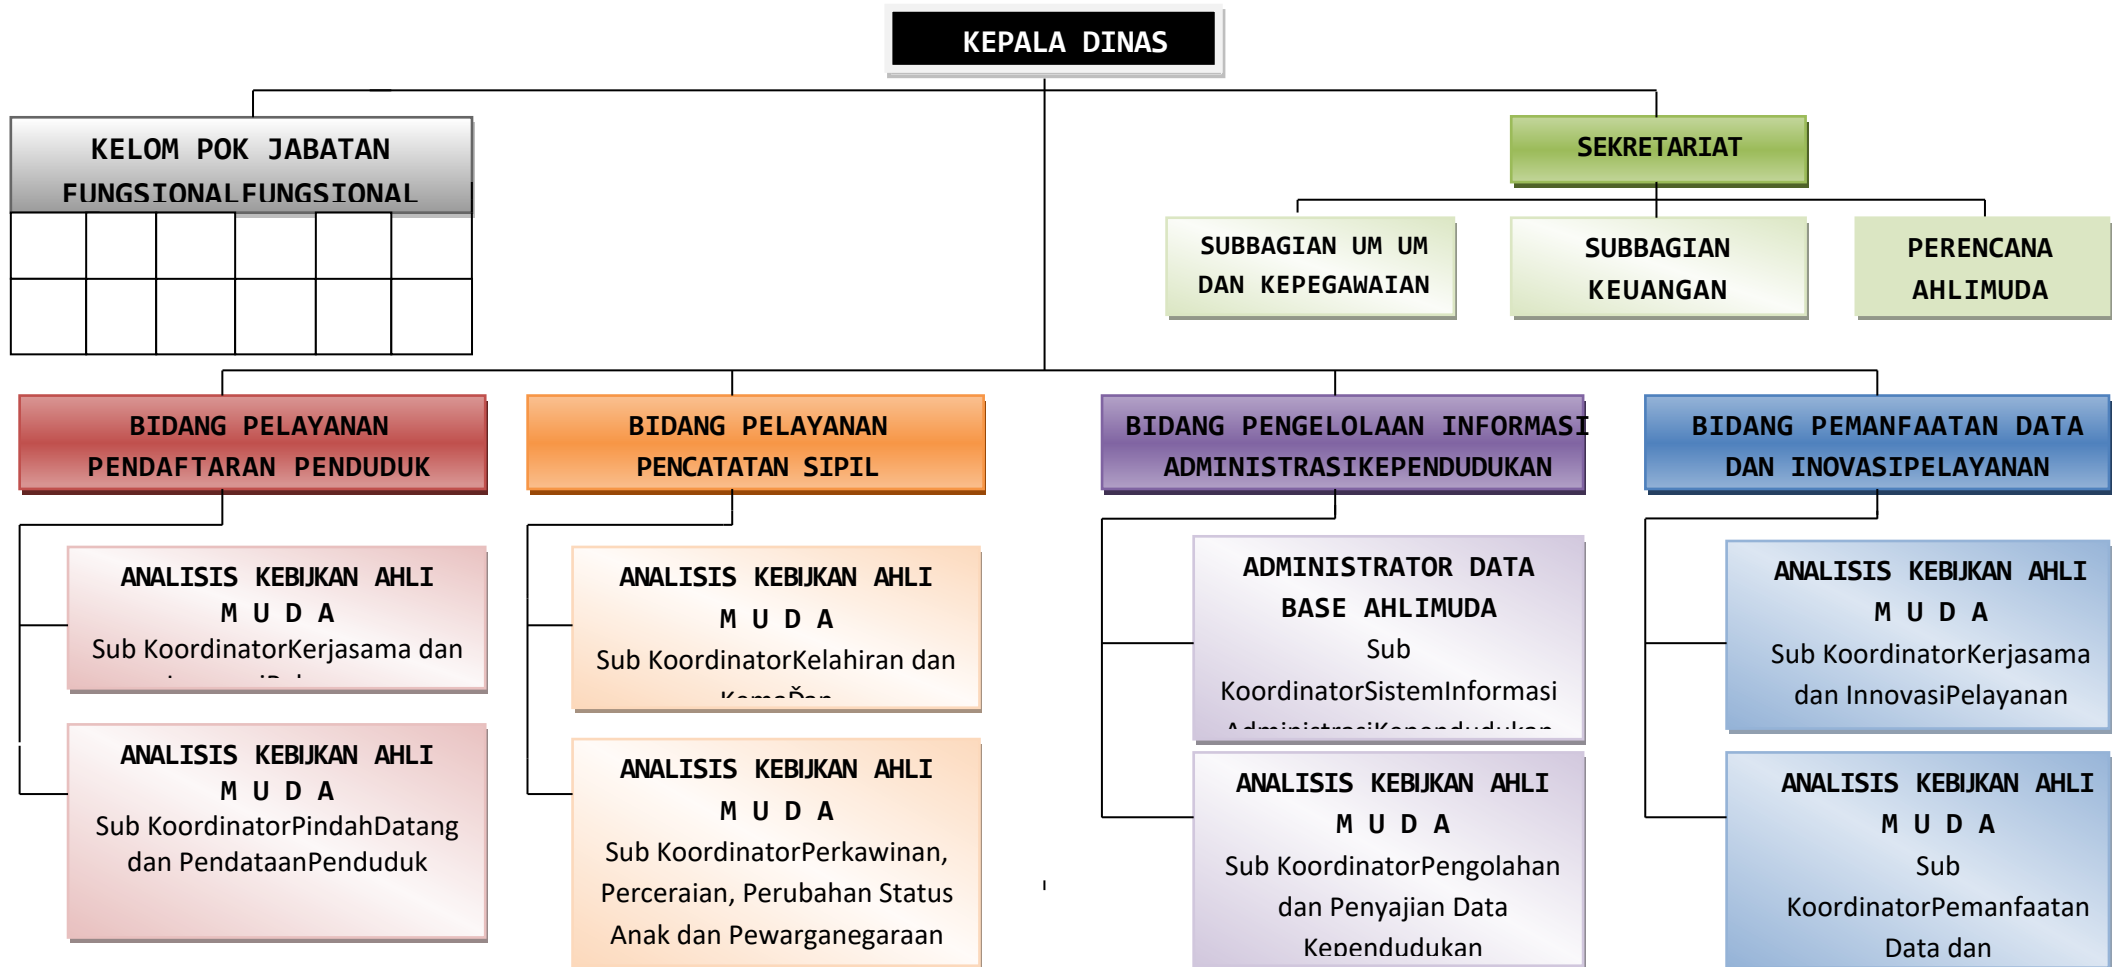 KEPALA DINAS
KELOM POK JABATAN
FUNGSIONALFUNGSIONAL
SEKRETARIAT
SUBBAGIAN UM UM
DAN KEPEGAWAIAN
SUBBAGIAN
KEUANGAN
PERENCANA
AHLIMUDA
BIDANG PELAYANAN
PENDAFTARAN PENDUDUK
BIDANG PELAYANAN
PENCATATAN SIPIL
BIDANG PENGELOLAAN INFORMASI
ADMINISTRASIKEPENDUDUKAN
BIDANG PEMANFAATAN DATA
DAN INOVASIPELAYANAN
ANALISIS KEBIJKAN AHLI
M U D A
Sub KoordinatorKerjasama dan
ANALISIS KEBIJKAN AHLI
M U D A
Sub KoordinatorPindahDatang
dan PendataanPenduduk
ANALISIS KEBIJKAN AHLI
M U D A
Sub KoordinatorKelahiran dan
ANALISIS KEBIJKAN AHLI
M U D A
Sub KoordinatorPerkawinan,
Perceraian, Perubahan Status
Anak dan Pewarganegaraan
ADMINISTRATOR DATA
BASE AHLIMUDA
Sub
KoordinatorSistemInformasi
AdministrasiKependudukan
ANALISIS KEBIJKAN AHLI
M U D A
Sub KoordinatorPengolahan
dan Penyajian Data
Kependudukan
ANALISIS KEBIJKAN AHLI
M U D A
Sub KoordinatorKerjasama
dan InnovasiPelayanan
ANALISIS KEBIJKAN AHLI
M U D A
Sub
KoordinatorPemanfaatan
Data dan